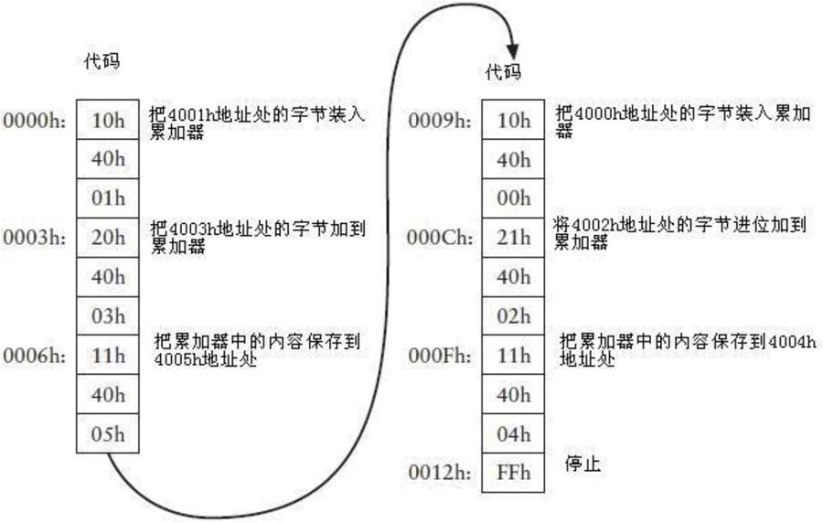 代码
0000h: 10h 把4001h地址处的字节装入
累加器
40h
01h
0003h: 20h 把4003h地址处的字节加到
累加器
40h
03h
0006h: 11h 把累加器中的内容保存到
4005h地址处
40h
05h
代码
0009h: 10h 把4000h地址处的字节装入累加
器
40h
00h
000Ch: 21h 将4002h地址处的字节进位加到
累加器
40h
02h
000Fh: 11h 把累加器中的内容保存到4004h
地址处
40h
04h
0012h: FFh 停止